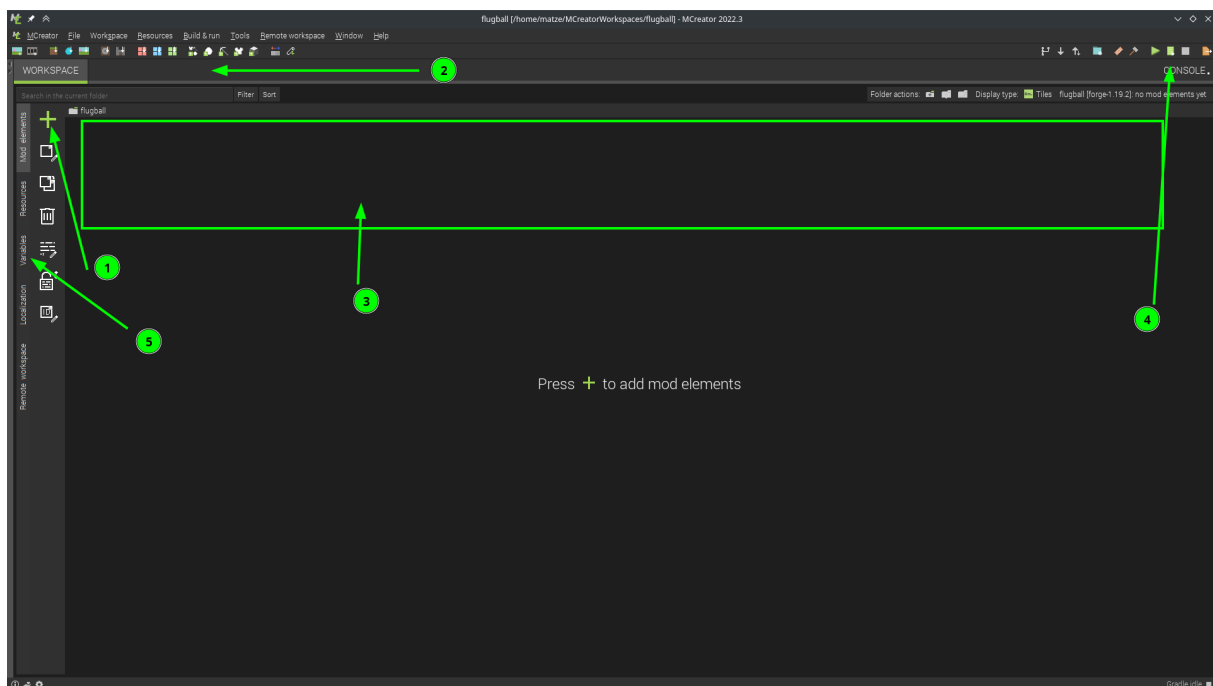 flugball [/home/matze/MCreatorWorkspaces/flugball] - MCreator 2022.3
MCreator File Workspace Resources Build & run Tools Remote workspace Window Help
WORKSPACE
2
CONSOLE
Search in the current folder
Filter Sort
Folder actions:
Display type: Tiles flugball [forge-1.19.2]: no mod elements yet
flugball
Mod elements
Resources
Variables
Localization
Remote workspace
1
3
4
5
Press + to add mod elements
Gradle idle